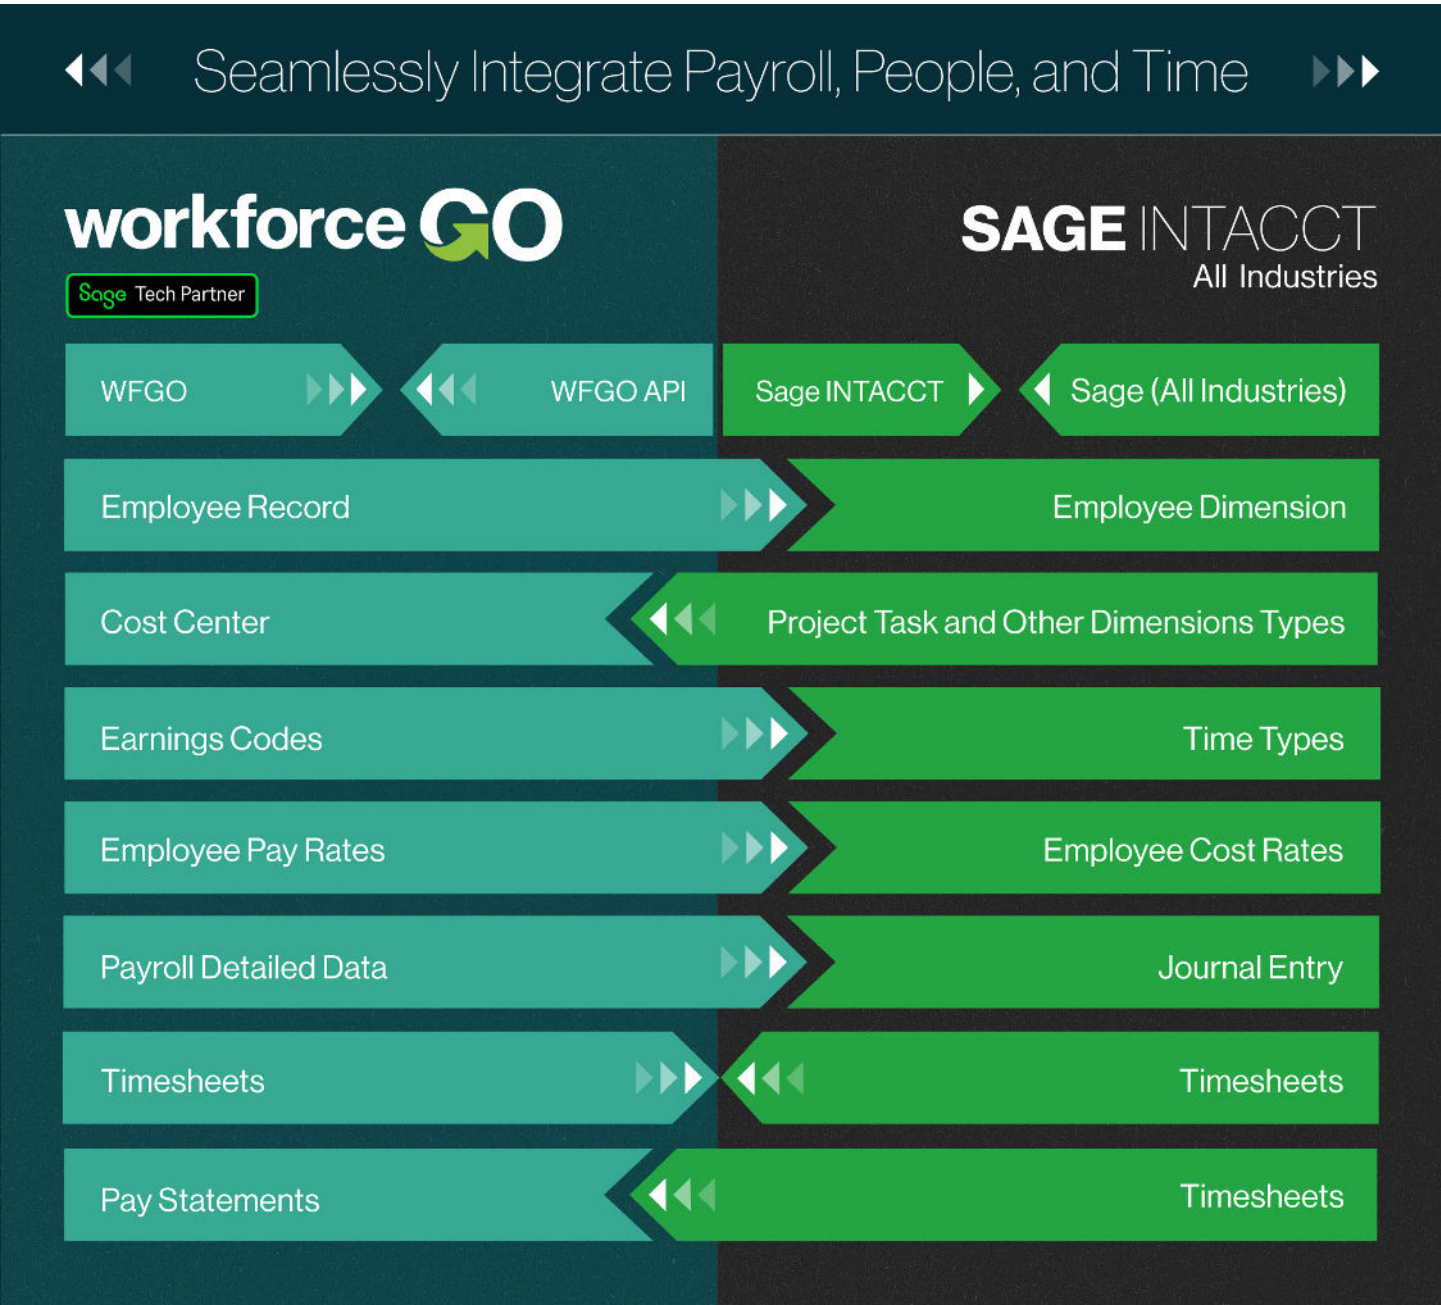 Seamlessly Integrate Payroll, People, and Time
workforce GO
Sage Tech Partner
SAGE INTACCT
All Industries
WFGO
WFGO API
Sage INTACCT
Sage (All Industries)
Employee Record
Employee Dimension
Cost Center
Project Task and Other Dimensions Types
Earnings Codes
Time Types
Employee Pay Rates
Employee Cost Rates
Payroll Detailed Data
Journal Entry
Timesheets
Timesheets
Pay Statements
Timesheets